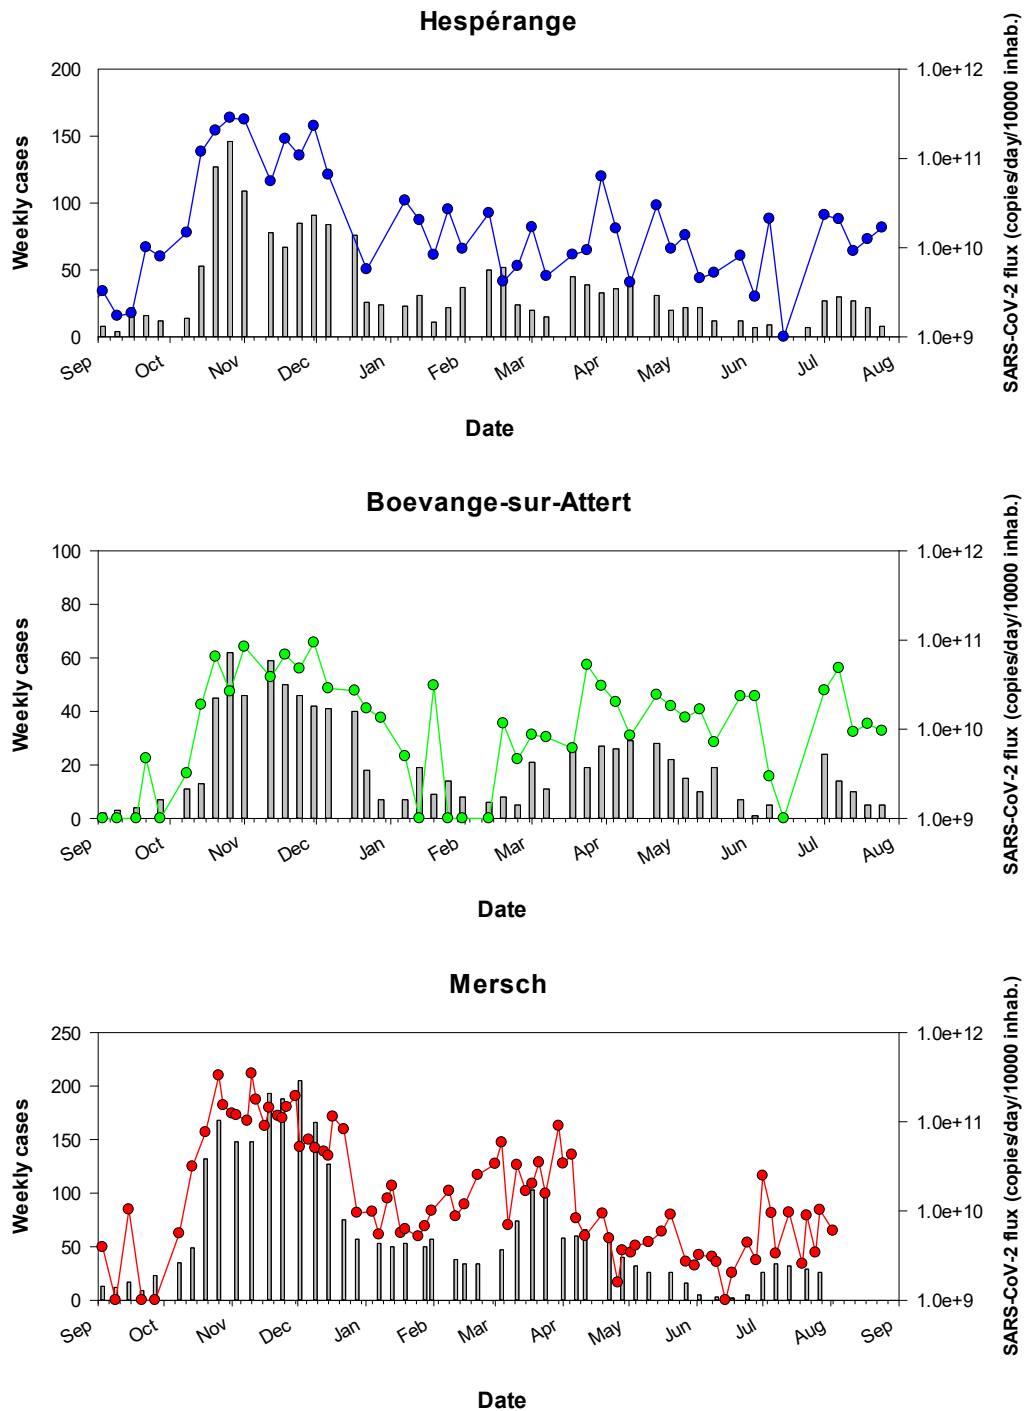 Hespérange
200
150
100
50
0
Weekly cases
1.0e+12
1.0e+11
1.0e+10
1.0e+9
SARS-CoV-2 flux (copies/day/10000 inhab.)
Sep Oct Nov Dec Jan Feb Mar Apr May Jun Jul Aug
Date
Boevange-sur-Attert
100
80
60
40
20
0
Weekly cases
1.0e+12
1.0e+11
1.0e+10
1.0e+9
SARS-CoV-2 flux (copies/day/10000 inhab.)
Sep Oct Nov Dec Jan Feb Mar Apr May Jun Jul Aug
Date
Mersch
250
200
150
100
50
0
Weekly cases
1.0e+12
1.0e+11
1.0e+10
1.0e+9
SARS-CoV-2 flux (copies/day/10000 inhab.)
Sep Oct Nov Dec Jan Feb Mar Apr May Jun Jul Aug Sep
Date